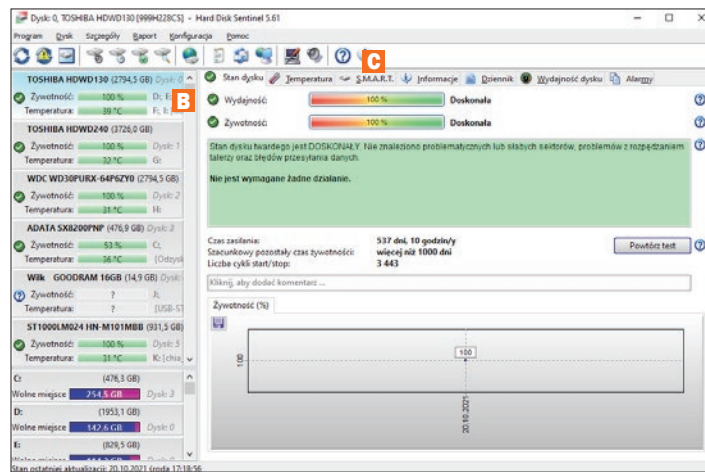 Dysk: 0, TOSHIBA HDWD130 [999H228CS] - Hard Disk Sentinel 5.61
Program Dysk Szczegóły Raport Konfiguracja Pomoc
C
TOSHIBA HDWD130 (2794,5 GB) Dysk: 0
Żywotność: 100 % D; E
B
Temperatura: 39 °C F;
TOSHIBA HDWD240 (3726,0 GB)
Żywotność: 100 % Dysk: 1
Temperatura: 32 °C G:
WDC WD30PURX-64P6ZY0 (2794,5 GB)
Żywotność: 100 % Dysk: 2
Temperatura: 31 °C H:
ADATA SX8200PNP (476,9 GB) Dysk: 3
Żywotność: 53 % C:
Temperatura: 36 °C [Odzysk
Wilk GOODRAM 16GB (14,9 GB) Dysk:
Żywotność: ? J:
Temperatura: ? [USB-ST
ST1000LM024 HN-M101MBB (931,5 GB)
Żywotność: 100 % Dysk: 5
Temperatura: 31 °C K: [chia
C: (476,3 GB)
Wolne miejsce 254,5 GB Dysk: 3
D: (1953,1 GB)
Wolne miejsce 142,6 GB Dysk: 0
E: (829,5 GB)
Stan dysku Temperatura S.M.A.R.T. Informacje Dziennik Wydajność dysku Alarmy
Wydajność: 100 % Doskonała
Żywotność: 100 % Doskonała
Stan dysku twardego jest DOSKONAŁY. Nie znaleziono problematycznych lub słabych sektorów, problemów z rozpędzaniem
talerzy oraz błędów przesyłania danych.
Nie jest wymagane żadne działanie.
Czas zasilania: 537 dni, 10 godzin/y
Szacunkowy pozostały czas żywotności: więcej niż 1000 dni
Liczba cykli start/stop: 3 443
Powtórz test
Kliknij, aby dodać komentarz ...
Żywotność (%)
100
100
20.10.2021
Stan ostatniej aktualizacji: 20.10.2021 środa 17:18:56